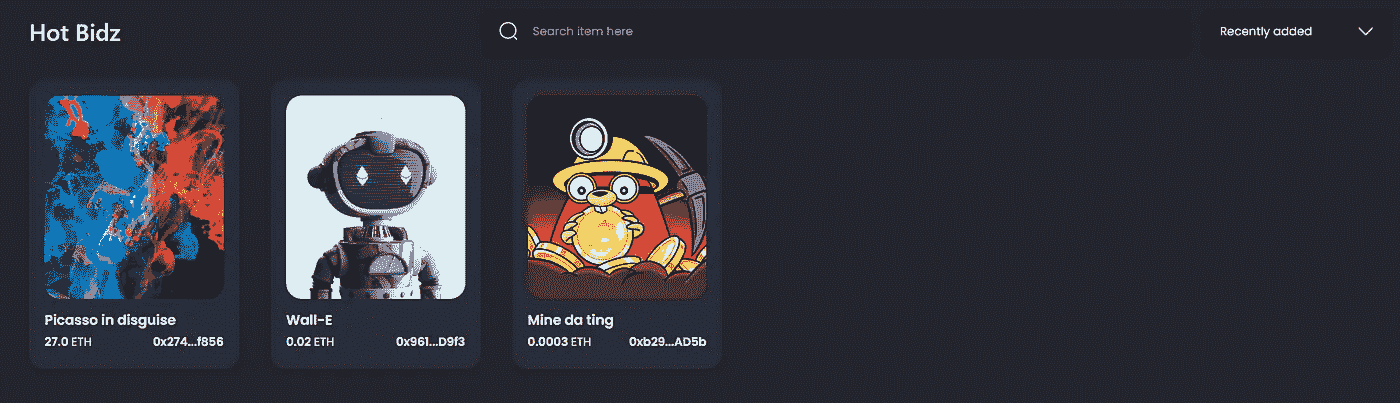 Hot Bidz
Search item here
Recently added
Picasso in disguise
27.0 ETH 0x274...f856
Wall-E
0.02 ETH 0x961...D9f3
Mine da ting
0.0003 ETH 0xb29...AD5b